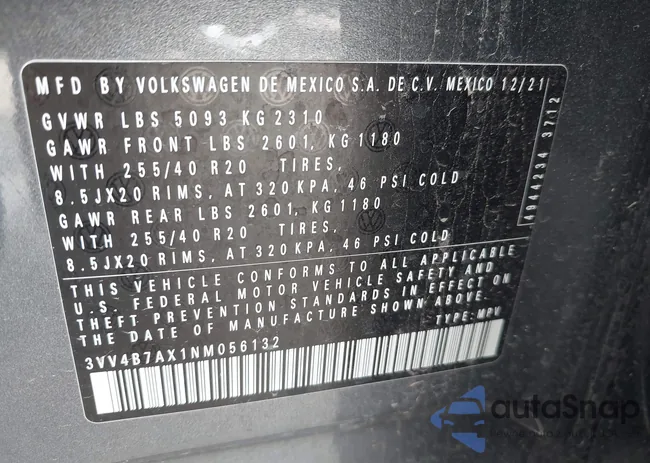 MFD BY VOLKSWAGEN DE MEXICO S.A. DE C.V. MEXICO 12/21
GVWR LBS 5093 KG 2310
GAWR FRONT LBS 2601, KG 1180
WITH 255/40 R20 TIRES,
8.5JX20 RIMS, AT 320 KPA, 46 PSI COLD
GAWR REAR LBS 2601, KG 1180
WITH 255/40 R20 TIRES,
8.5JX20 RIMS, AT 320 KPA, 46 PSI COLD
THIS VEHICLE CONFORMS TO ALL APPLICABLE
U.S. FEDERAL MOTOR VEHICLE SAFETY AND
THEFT PREVENTION STANDARDS IN EFFECT ON
THE DATE OF MANUFACTURE SHOWN ABOVE.
3VV4B7AX1NM056132 TYPE: MPV
4944234 3712
autoSnap